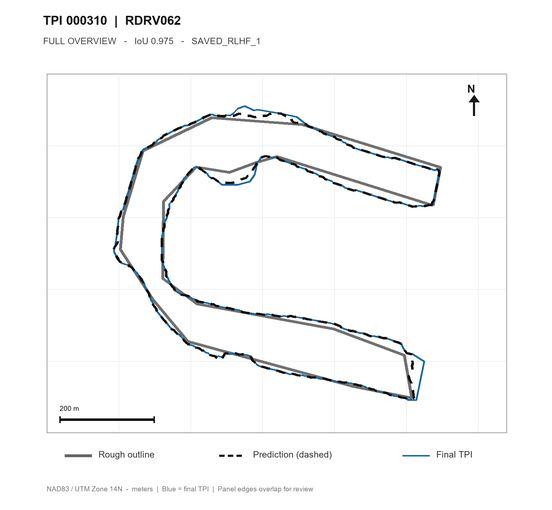 TPI 000310 | RDRV062
FULL OVERVIEW - IoU 0.975 - SAVED_RLHF_1
N
200 m
Rough outline
Prediction (dashed)
Final TPI
NAD83 / UTM Zone 14N - meters | Blue = final TPI | Panel edges overlap for review